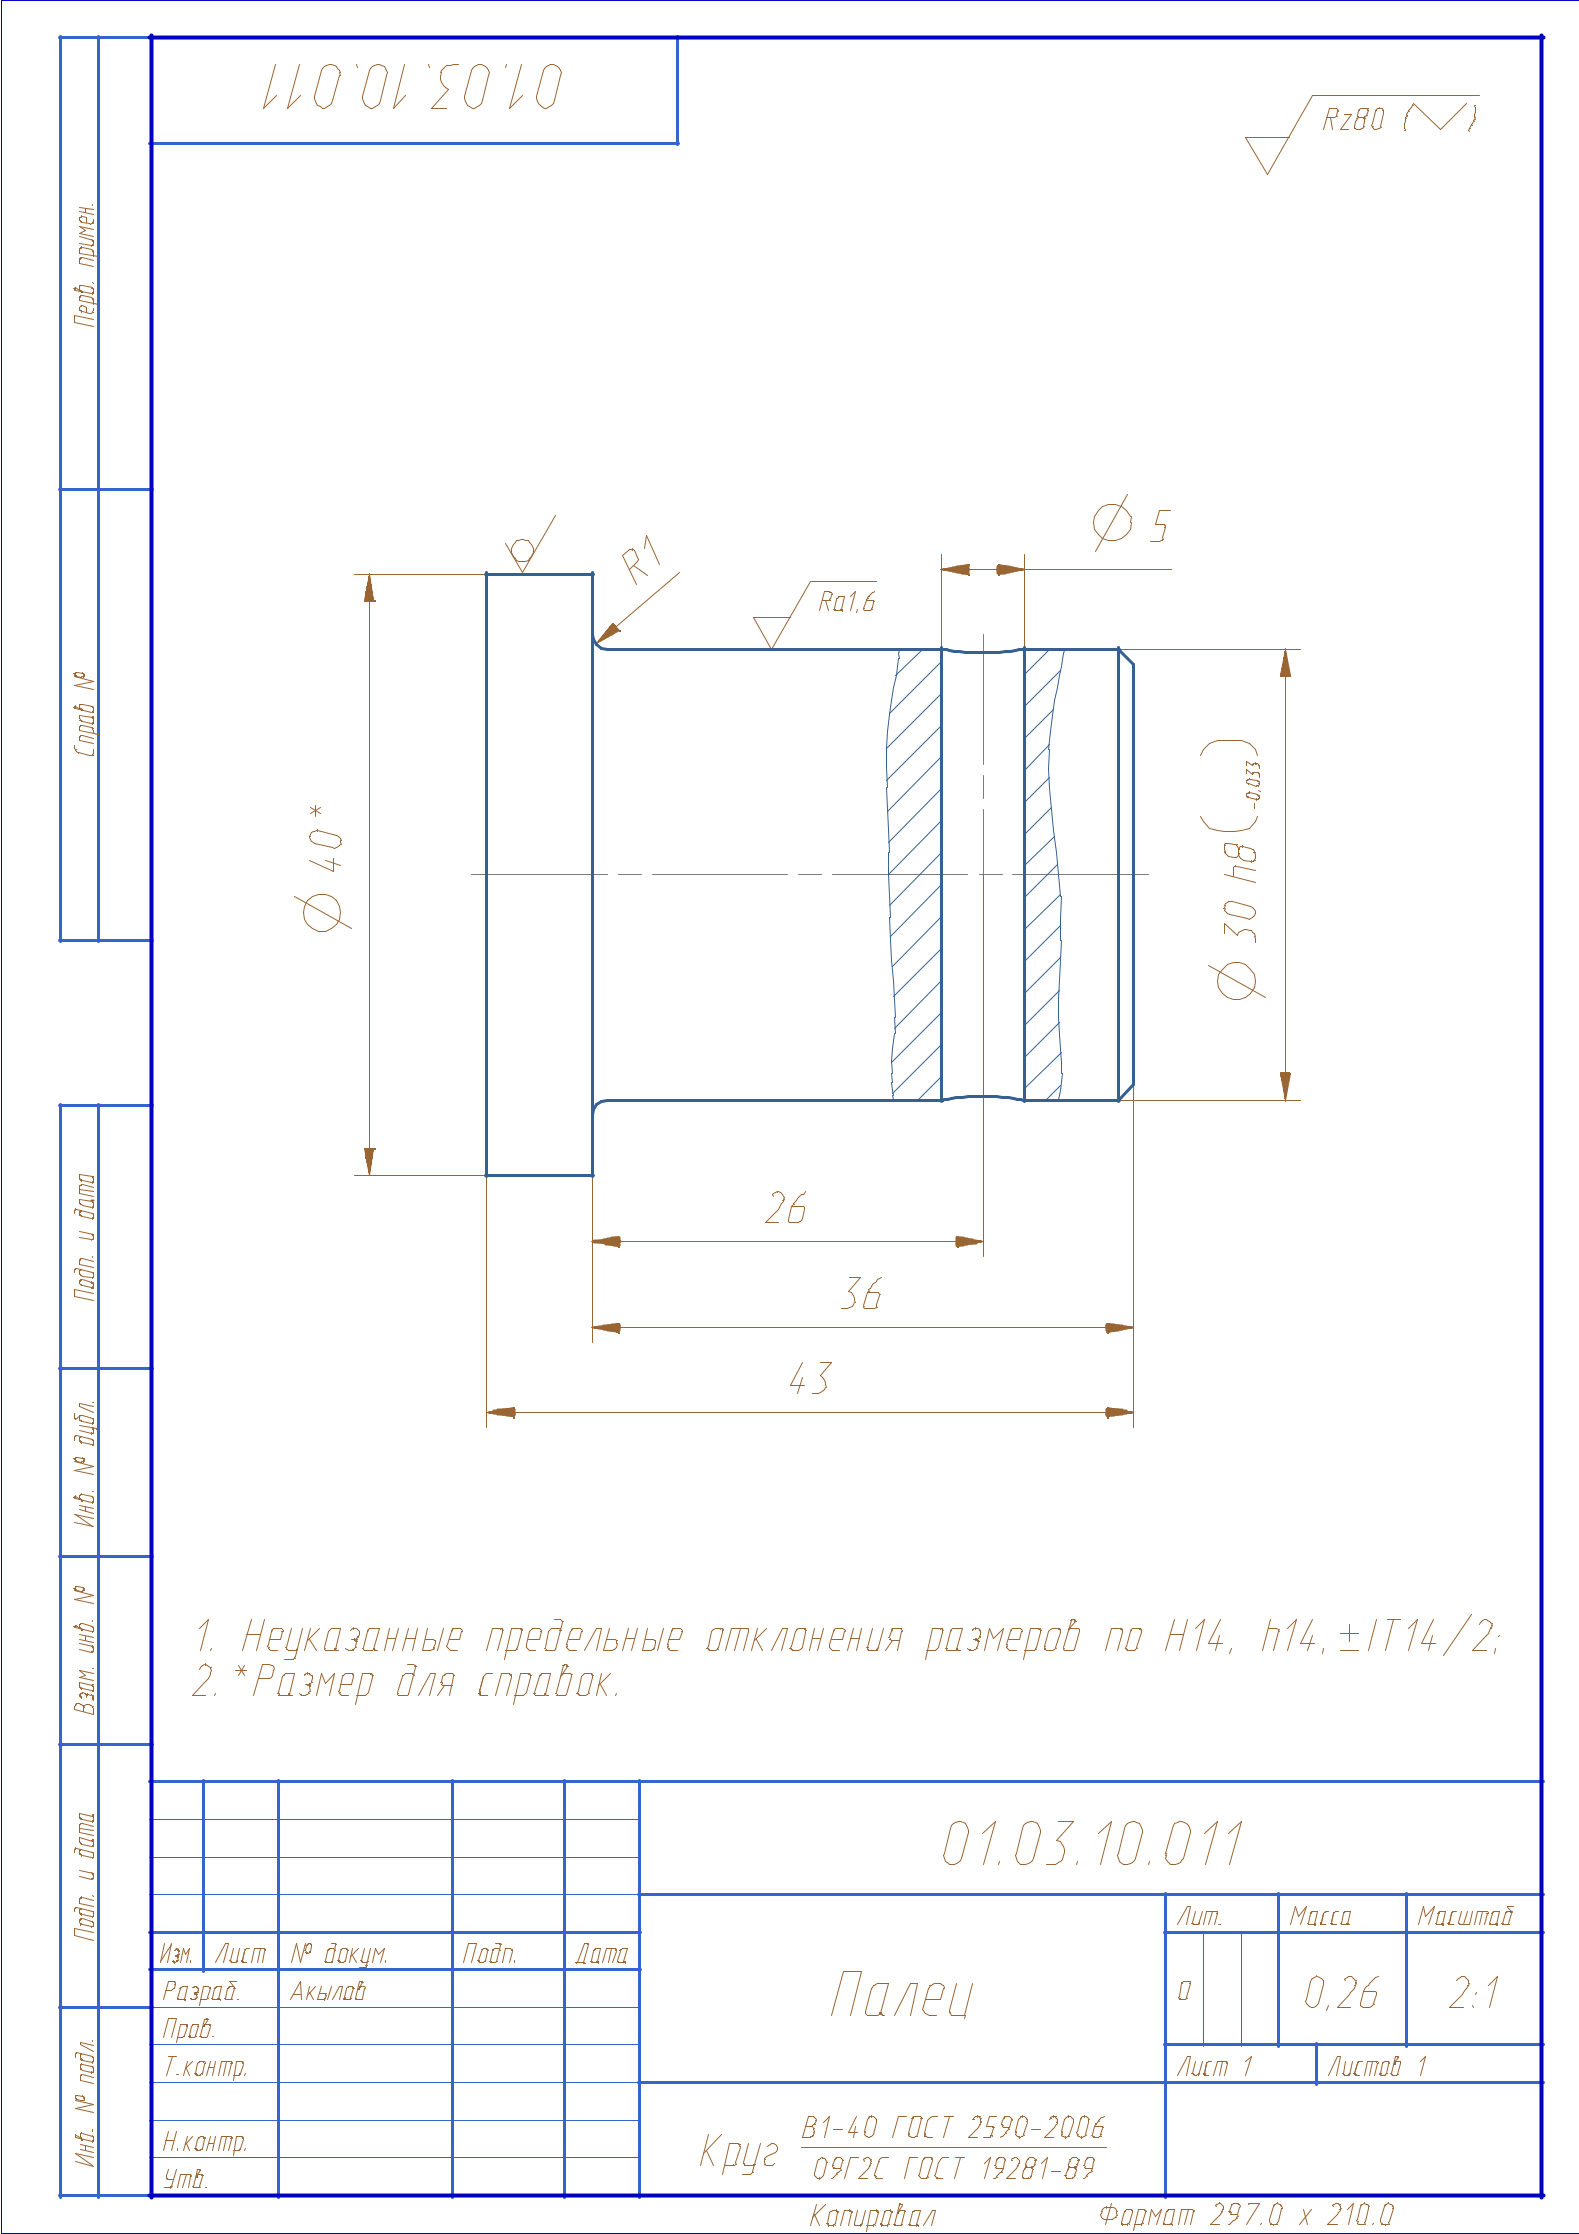 01.03.10.011
Rz80 (√)
Перв. примен.
Справ №
Подп. и дата
Инв. № дубл.
Взам. инв. №
Подп. и дата
Инв. № подл.
R1
Ra1,6
Ø 5
Ø 40*
Ø 30 h8(-0,033)
26
36
43
1. Неуказанные предельные отклонения размеров по H14, h14,±IT14/2;
2.*Размер для справок.
01.03.10.011
Изм. Лист № докум. Подп. Дата
Разраб. Акылов
Пров.
Т.контр.
Н.контр.
Утв.
Палец
Лит. Масса Масштаб
о 0,26 2:1
Лист 1 Листов 1
Круг В1-40 ГОСТ 2590-2006
09Г2С ГОСТ 19281-89
Копировал Формат 297.0 x 210.0